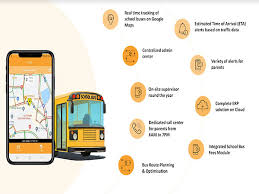 Real time tracking of
school buses on Google
Maps
Estimated Time of Arrival (ETA)
alerts based on traffic data
Centralized admin
center
Variety of alerts for
parents
On-site supervisor
round the year
Complete ERP
solution on Cloud
Dedicated call center
for parents from
6AM to 7PM
Integrated School Bus
Fees Module
Bus Route Planning
& Optimisation